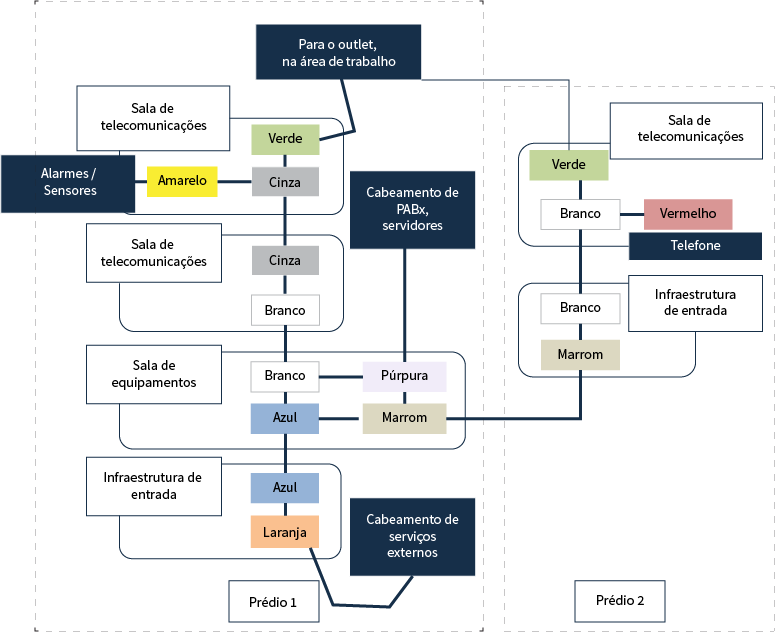 Para o outlet,
na área de trabalho
Sala de
telecomunicações
Verde
Alarmes /
Sensores
Amarelo
Cinza
Cabeamento de
PABx,
servidores
Sala de
telecomunicações
Cinza
Branco
Sala de
equipamentos
Branco
Púrpura
Azul
Marrom
Infraestrutura de
entrada
Azul
Laranja
Cabeamento de
serviços
externos
Prédio 1
Sala de
telecomunicações
Verde
Branco
Vermelho
Telefone
Branco
Infraestrutura
de entrada
Marrom
Prédio 2